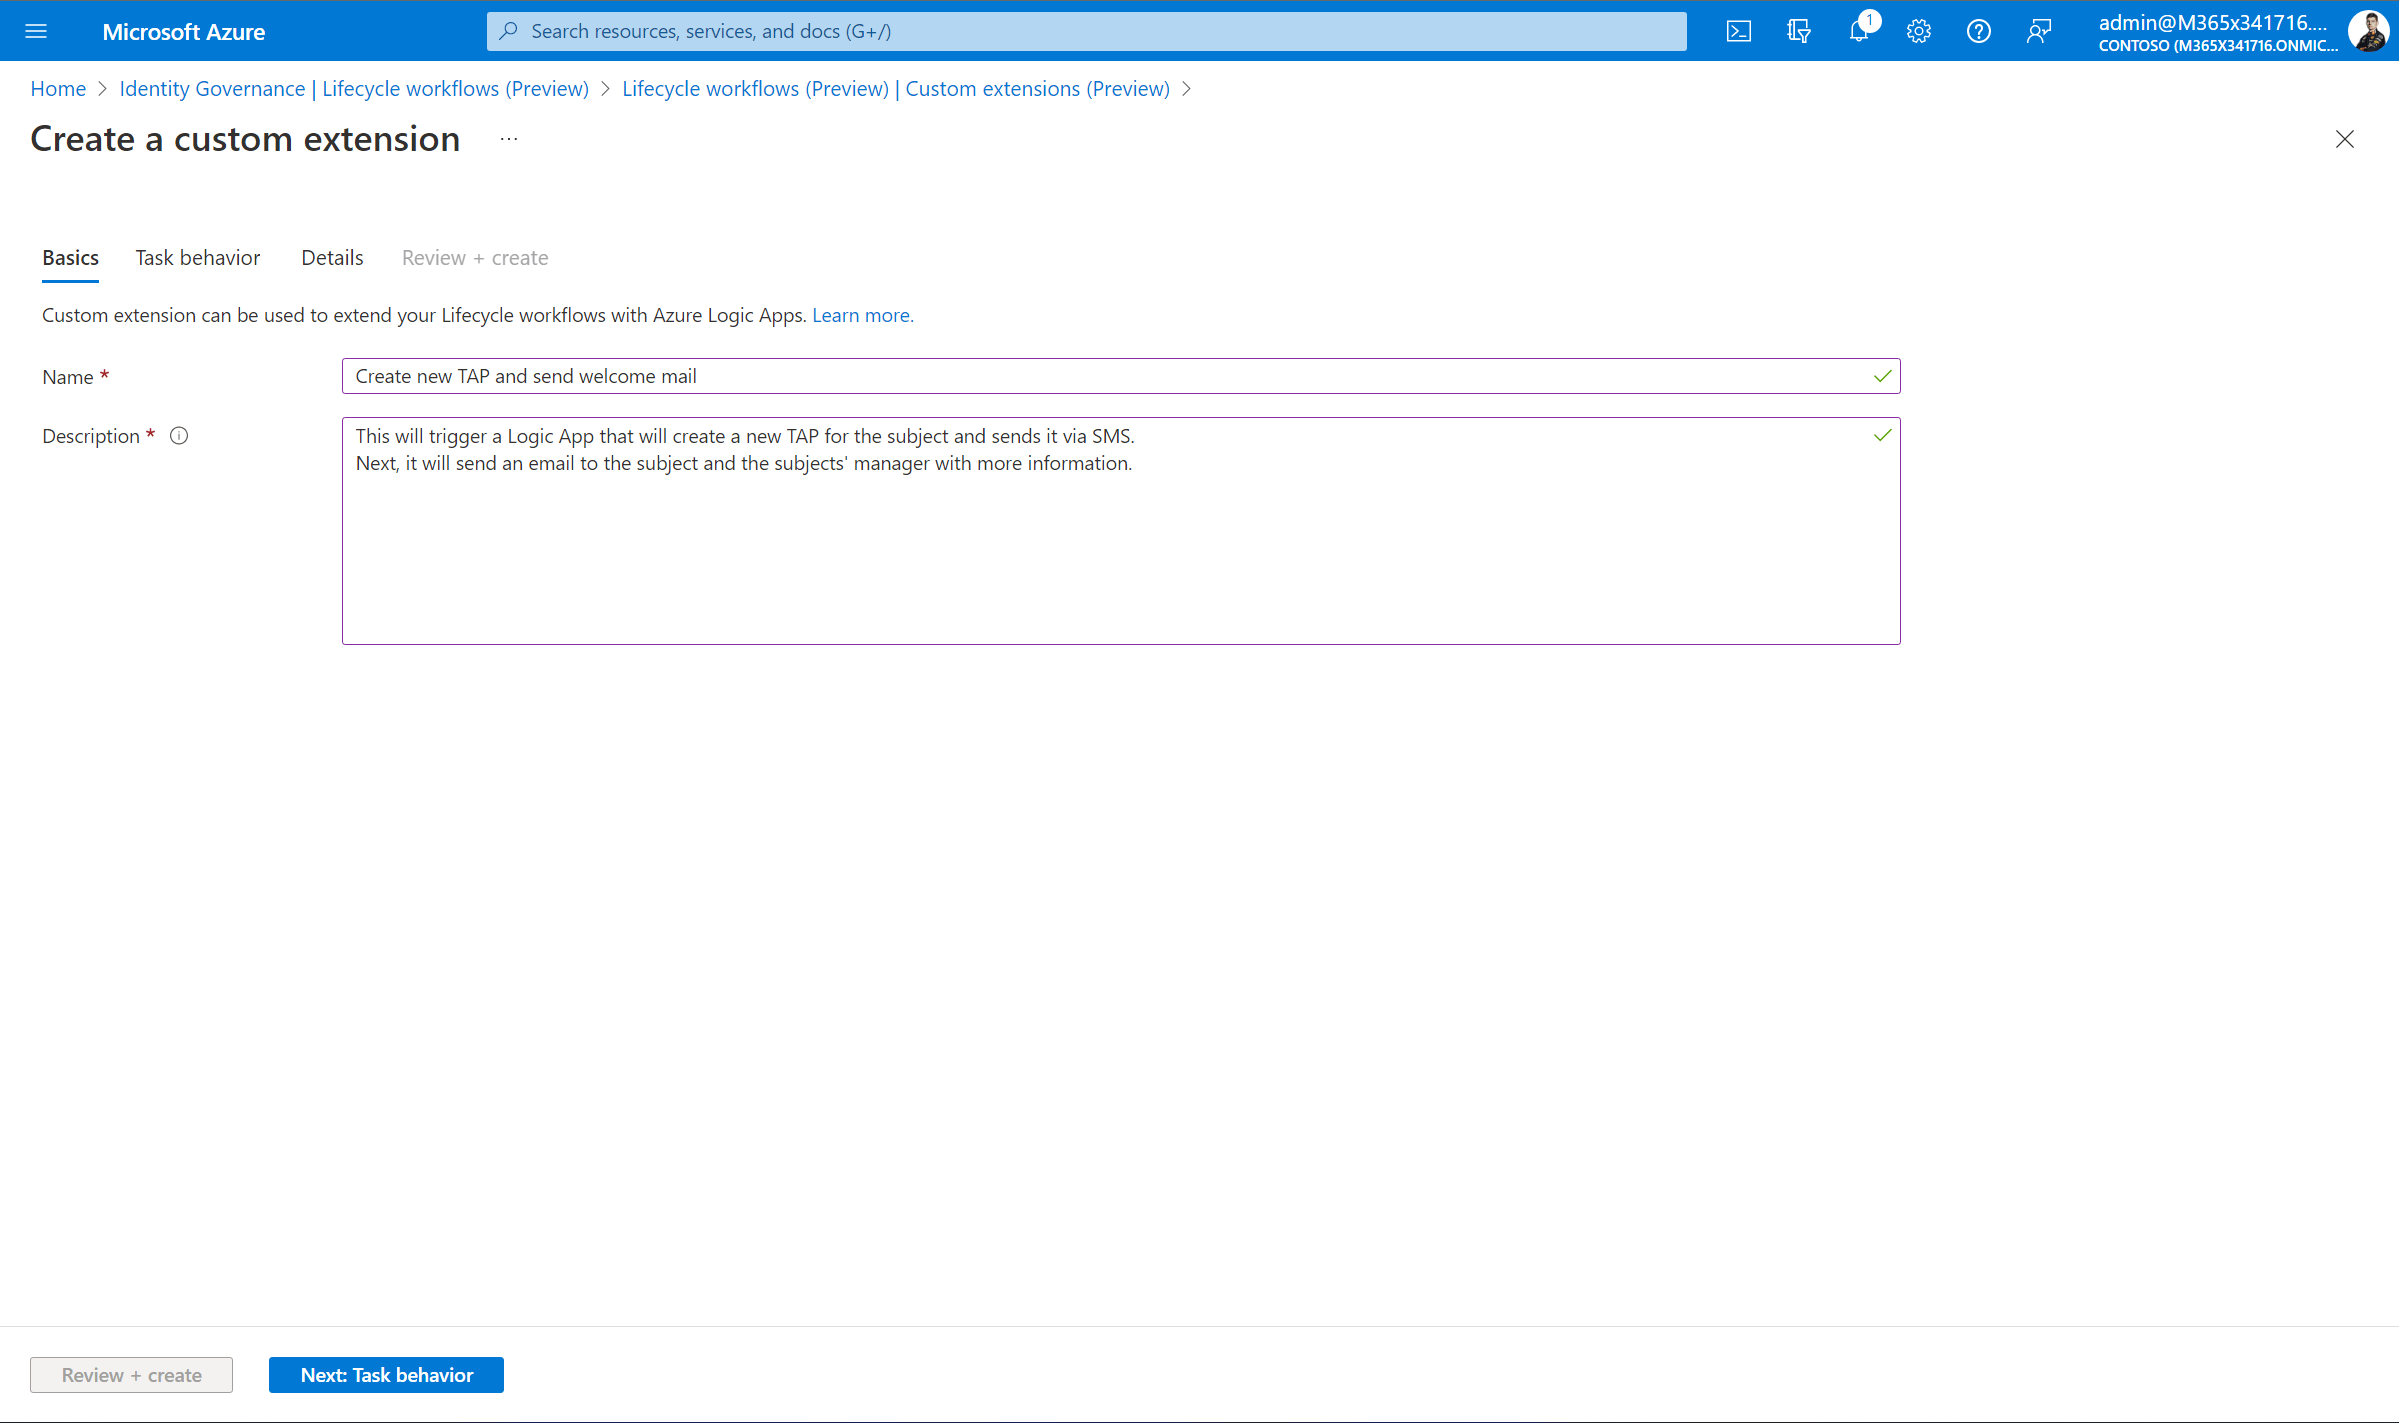 Microsoft Azure
Search resources, services, and docs (G+/)
1
admin@M365x341716....
CONTOSO (M365X341716.ONMIC...
Home > Identity Governance | Lifecycle workflows (Preview) > Lifecycle workflows (Preview) | Custom extensions (Preview) >
Create a custom extension ...
Basics Task behavior Details Review + create
Custom extension can be used to extend your Lifecycle workflows with Azure Logic Apps. Learn more.
Name * Create new TAP and send welcome mail
Description * This will trigger a Logic App that will create a new TAP for the subject and sends it via SMS.
Next, it will send an email to the subject and the subjects' manager with more information.
Review + create Next: Task behavior